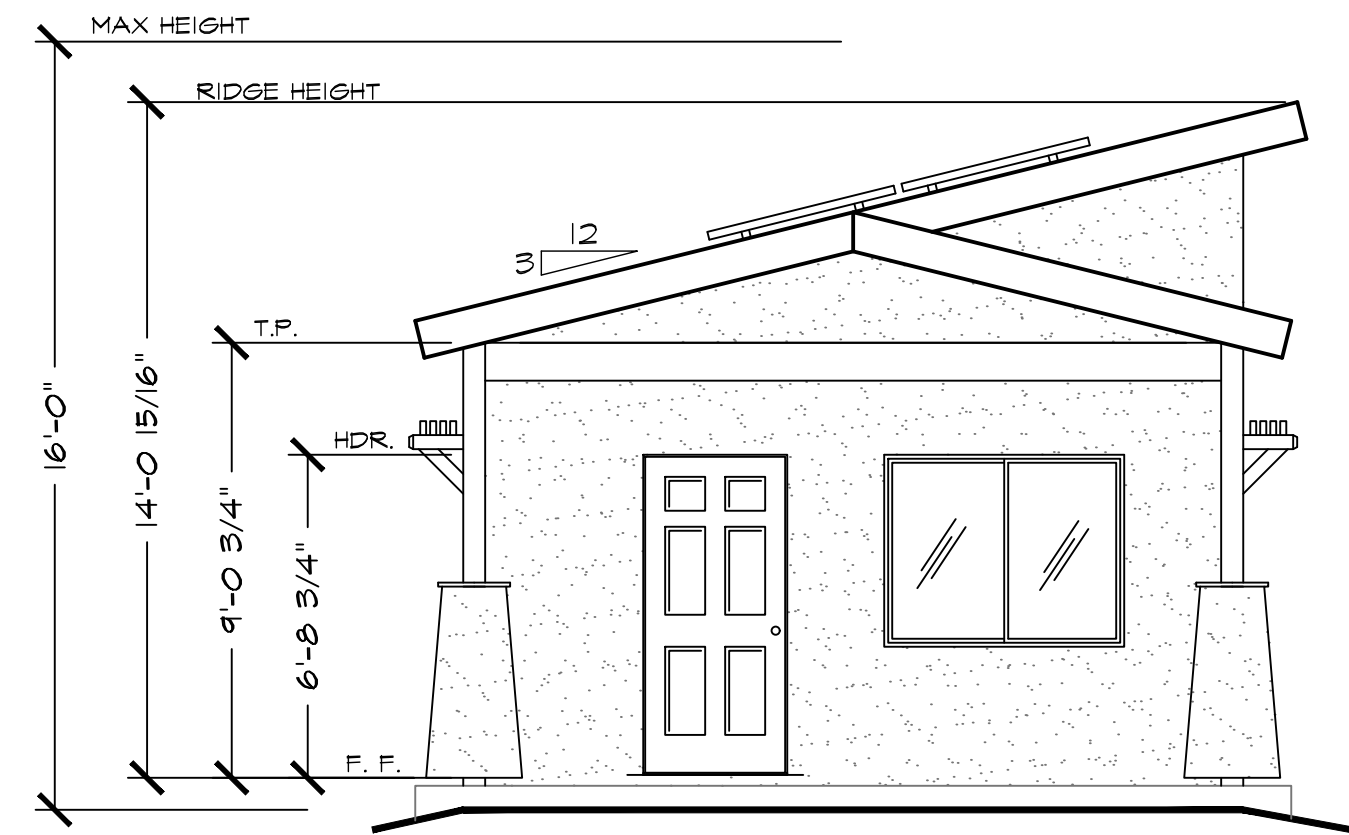 MAX HEIGHT
RIDGE HEIGHT
12
3
T.P.
HDR.
F. F.
16'-0"
14'-0 15/16"
9'-0 3/4"
6'-8 3/4"